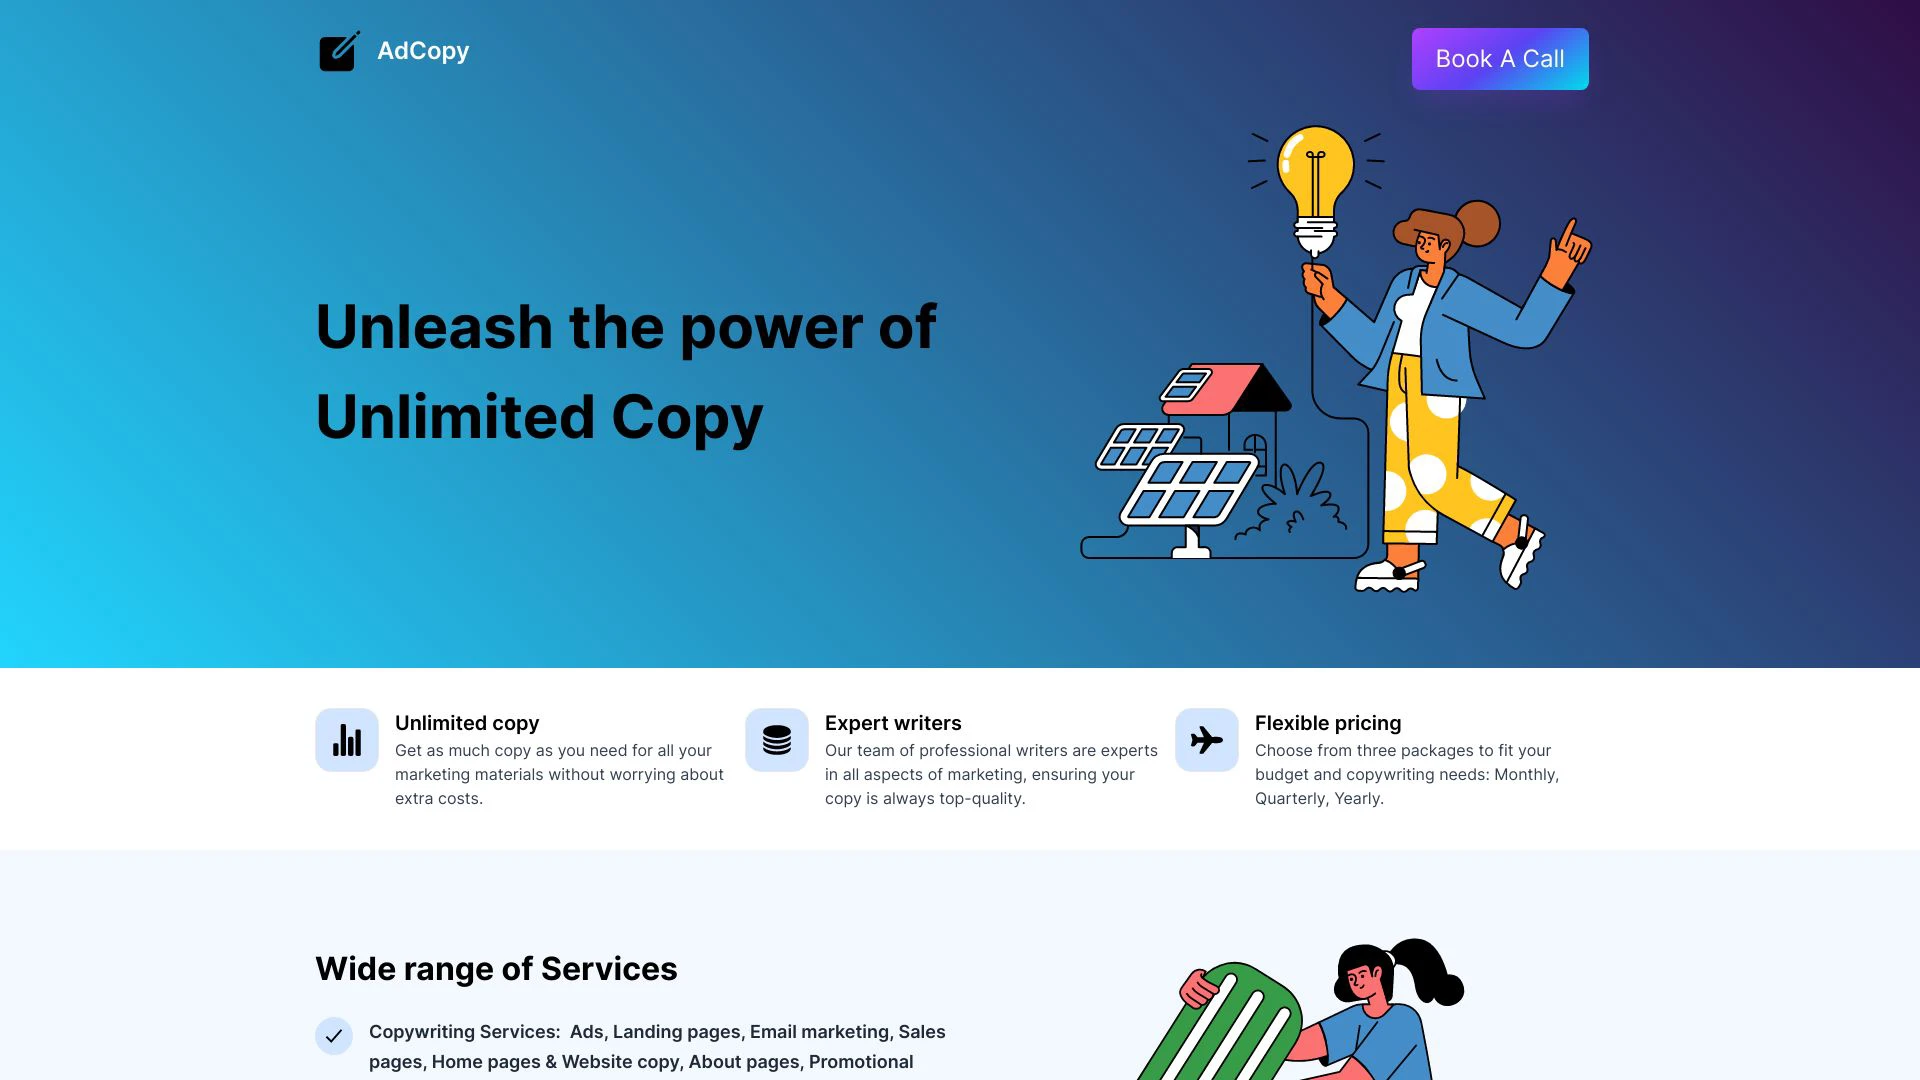 AdCopy
Book A Call
Unleash the power of
Unlimited Copy
Unlimited copy
Get as much copy as you need for all your
marketing materials without worrying about
extra costs.
Expert writers
Our team of professional writers are experts
in all aspects of marketing, ensuring your
copy is always top-quality.
Flexible pricing
Choose from three packages to fit your
budget and copywriting needs: Monthly,
Quarterly, Yearly.
Wide range of Services
Copywriting Services:  Ads, Landing pages, Email marketing, Sales
pages, Home pages & Website copy, About pages, Promotional